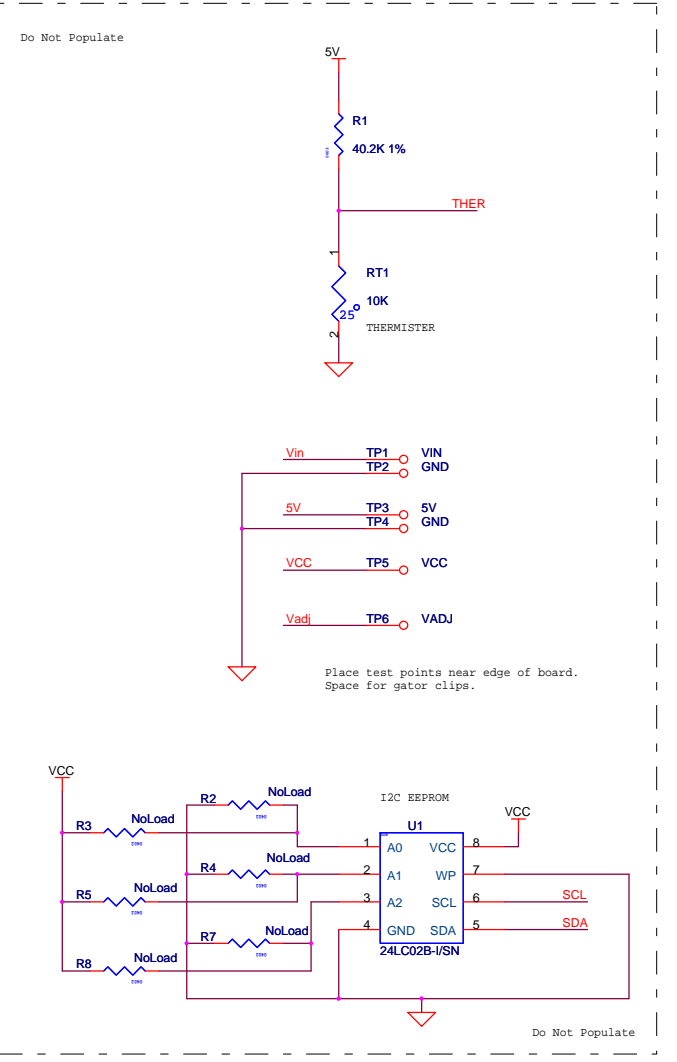 Do Not Populate
5V
R1
40.2K 1%
THER
1
RT1
10K
25°
THERMISTER
2
Vin TP1 VIN
TP2 GND
5V TP3 5V
TP4 GND
VCC TP5 VCC
Vadj TP6 VADJ
Place test points near edge of board.
Space for gator clips.
VCC
R2 NoLoad
I2C EEPROM
VCC
R3 NoLoad
U1
1 A0 VCC 8
R4 NoLoad
2 A1 WP 7
R5 NoLoad
3 A2 SCL 6 SCL
4 GND SDA 5 SDA
R7 NoLoad
24LC02B-I/SN
R8 NoLoad
Do Not Populate